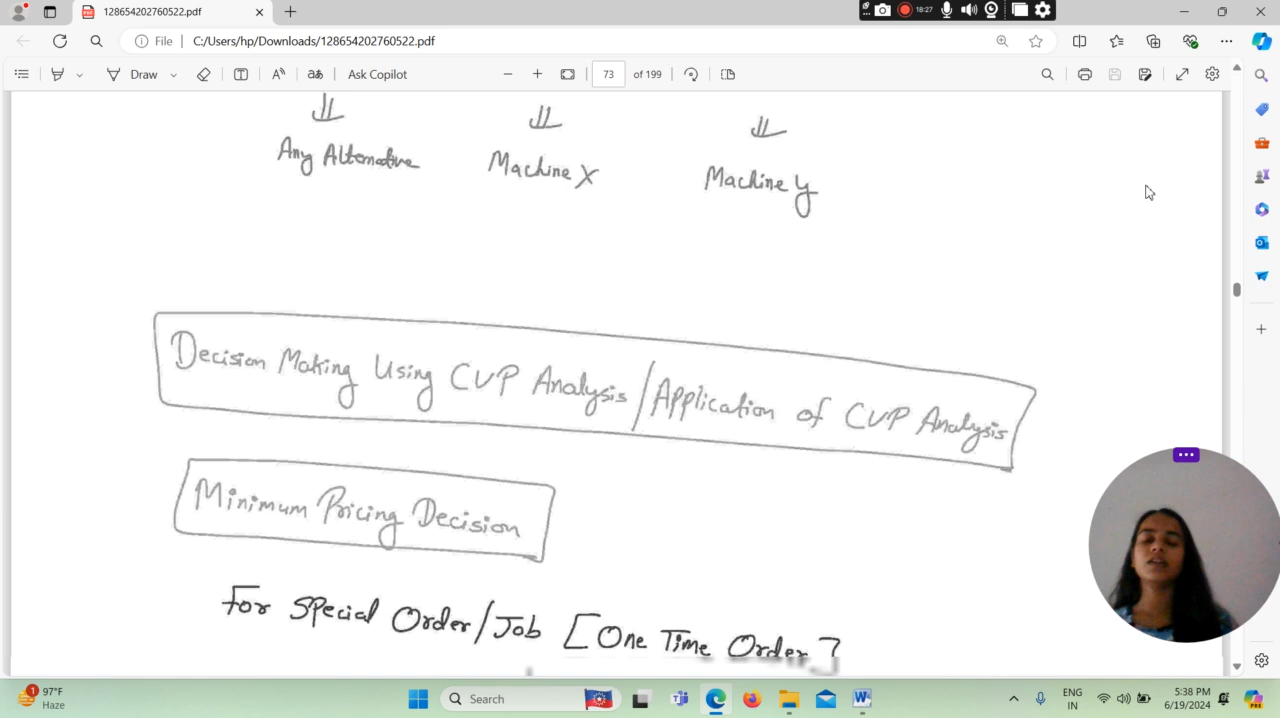 128654202760522.pdf
18:27
File
C:/Users/hp/Downloads/128654202760522.pdf
Draw
Ask Copilot
73
of 199
Any Alternative
Machine X
Machine Y
Decision Making Using CVP Analysis/Application of CVP Analysis
Minimum Pricing Decision
For Special Order/Job [One Time Order]
1
97°F
Haze
Search
ENG
IN
5:38 PM
6/19/2024